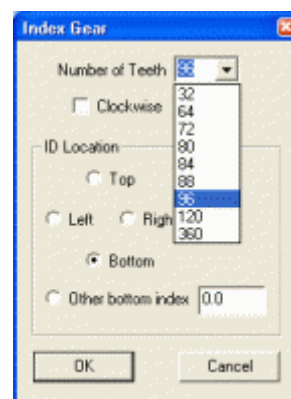 Index Gear
Number of Teeth 96
Clockwise
32
64
72
80
84
88
96
120
360
ID Location
Top
Left Righ
Bottom
Other bottom index 0.0
OK Cancel